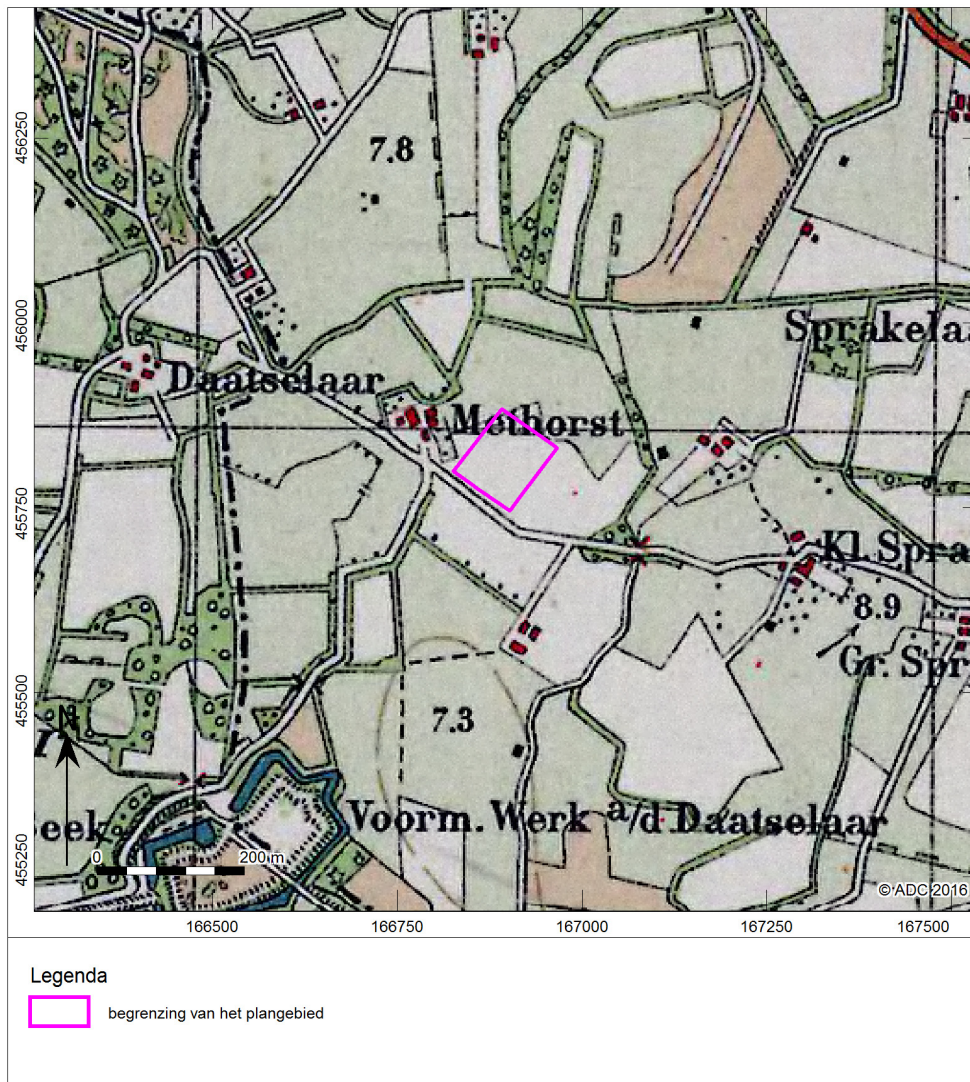 456250
456000
455750
455500
455250
7.8
Sprakela
Daatselaar
Methorst
Kl. Spra
8.9
Gr. Spr
7.3
N
eek
Voorm. Werk a/d Daatselaar
0
200 m
© ADC 2016
166500
166750
167000
167250
167500
Legenda
begrenzing van het plangebied